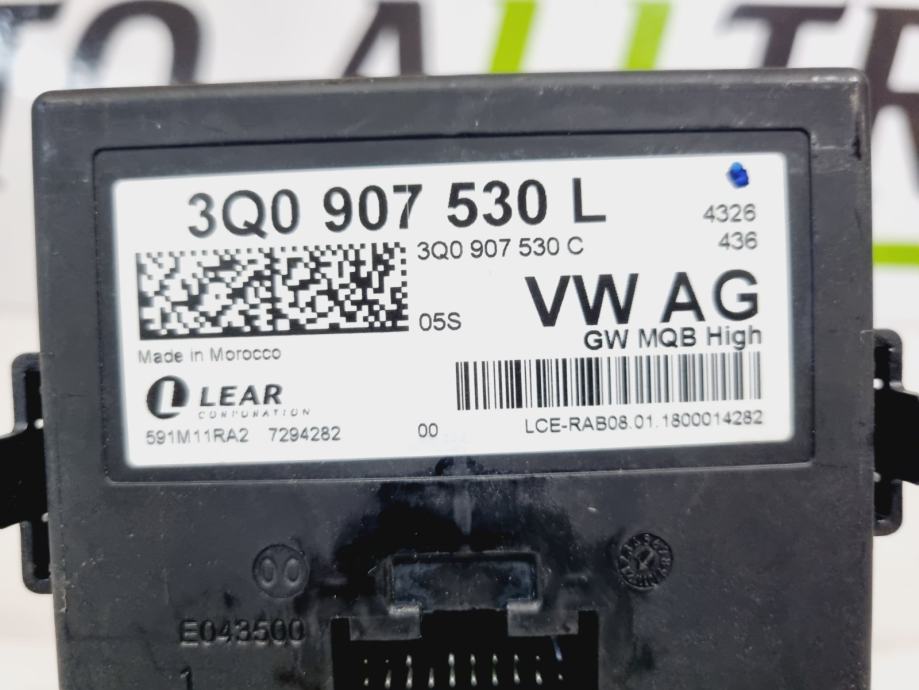 3Q0 907 530 L
4326
3Q0 907 530 C
436
VW AG
05S
GW MQB High
Made in Morocco
LEAR
CORPORATION
591M11RA2 7294282
00
LCE-RAB08.01.1800014282
00
E043500
1